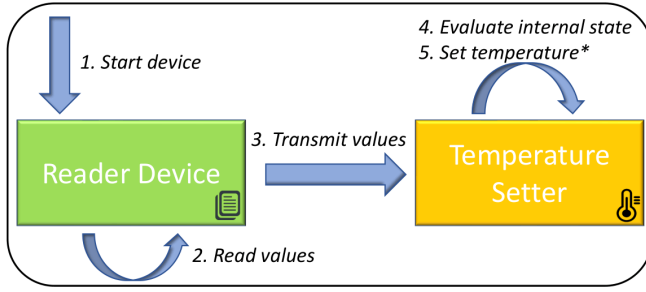 4. Evaluate internal state
5. Set temperature*
1. Start device
3. Transmit values
Reader Device
Temperature
Setter
2. Read values